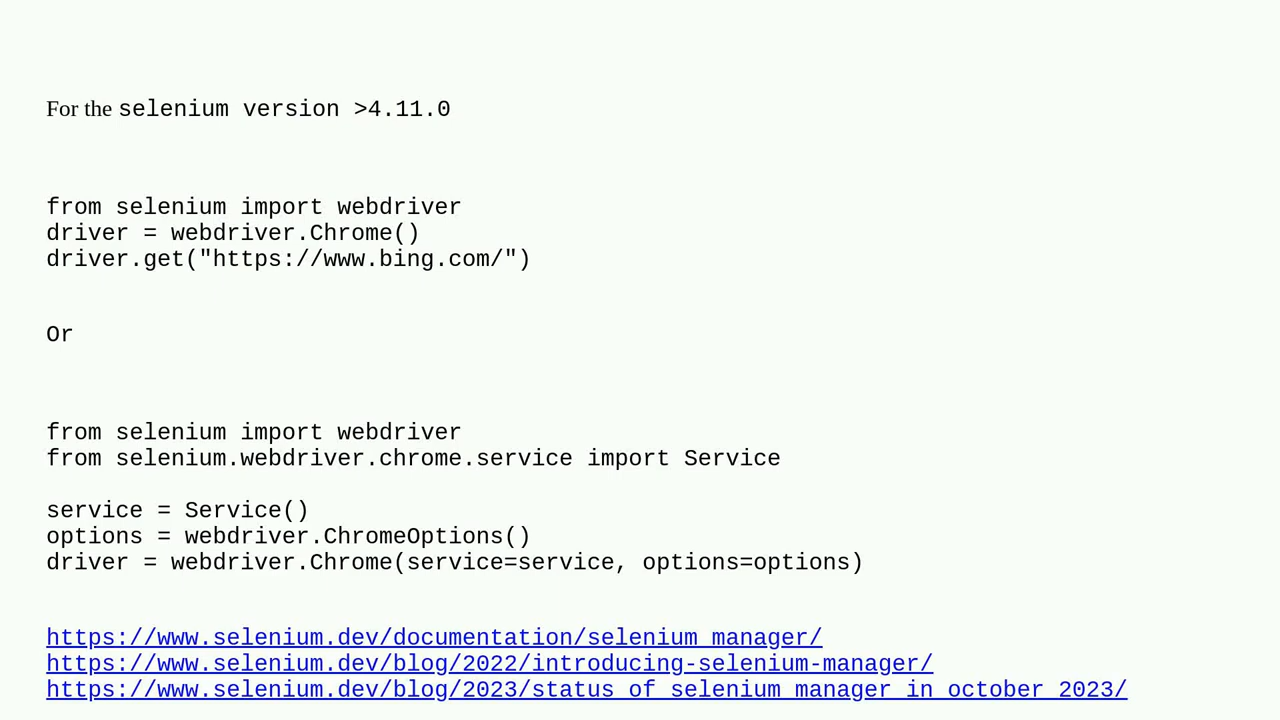 For the selenium version >4.11.0
from selenium import webdriver
driver = webdriver.Chrome()
driver.get("https://www.bing.com/")
Or
from selenium import webdriver
from selenium.webdriver.chrome.service import Service
service = Service()
options = webdriver.ChromeOptions()
driver = webdriver.Chrome(service=service, options=options)
https://www.selenium.dev/documentation/selenium_manager/
https://www.selenium.dev/blog/2022/introducing-selenium-manager/
https://www.selenium.dev/blog/2023/status_of_selenium_manager_in_october_2023/